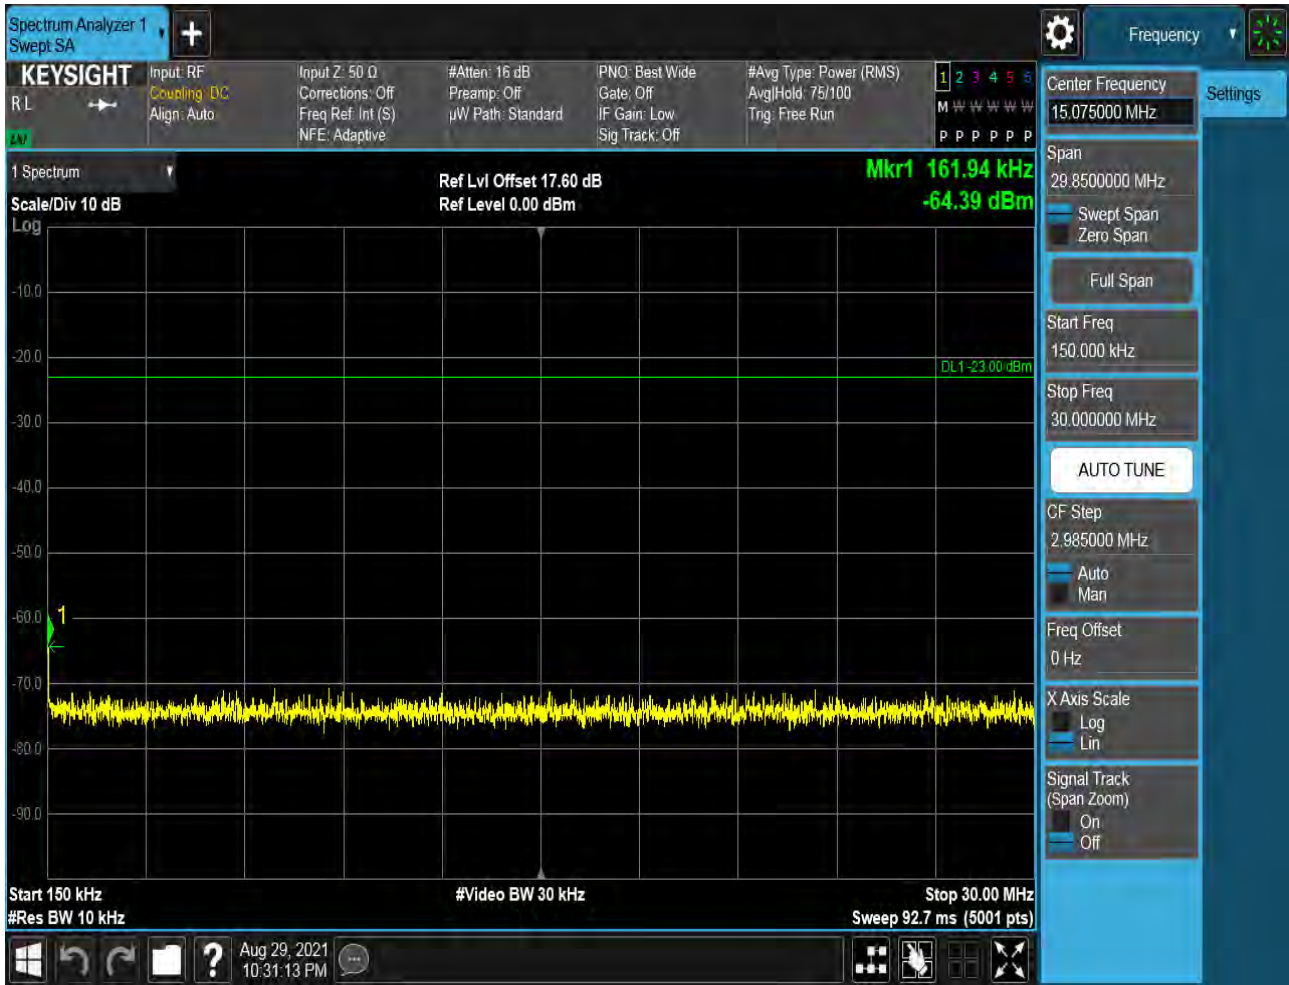 Spectrum Analyzer 1
Swept SA
Frequency
KEYSIGHT
R L
LNI
Input: RF
Coupling: DC
Align: Auto
Input Z: 50 Ω
Corrections: Off
Freq Ref: Int (S)
NFE: Adaptive
#Atten: 16 dB
Preamp: Off
µW Path: Standard
PNO: Best Wide
Gate: Off
IF Gain: Low
Sig Track: Off
#Avg Type: Power (RMS)
Avg|Hold: 75/100
Trig: Free Run
1 2 3 4 5 6
M W W W W W
P P P P P P
1 Spectrum
Scale/Div 10 dB
Log
Ref Lvl Offset 17.60 dB
Ref Level 0.00 dBm
Mkr1 161.94 kHz
-64.39 dBm
-10.0
-20.0
DL1 -23.00 dBm
-30.0
-40.0
-50.0
-60.0
1
-70.0
-80.0
-90.0
Start 150 kHz
#Video BW 30 kHz
Stop 30.00 MHz
#Res BW 10 kHz
Sweep 92.7 ms (5001 pts)
Aug 29, 2021
10:31:13 PM
Center Frequency
15.075000 MHz
Settings
Span
29.8500000 MHz
Swept Span
Zero Span
Full Span
Start Freq
150.000 kHz
Stop Freq
30.000000 MHz
AUTO TUNE
CF Step
2.985000 MHz
Auto
Man
Freq Offset
0 Hz
X Axis Scale
Log
Lin
Signal Track
(Span Zoom)
On
Off